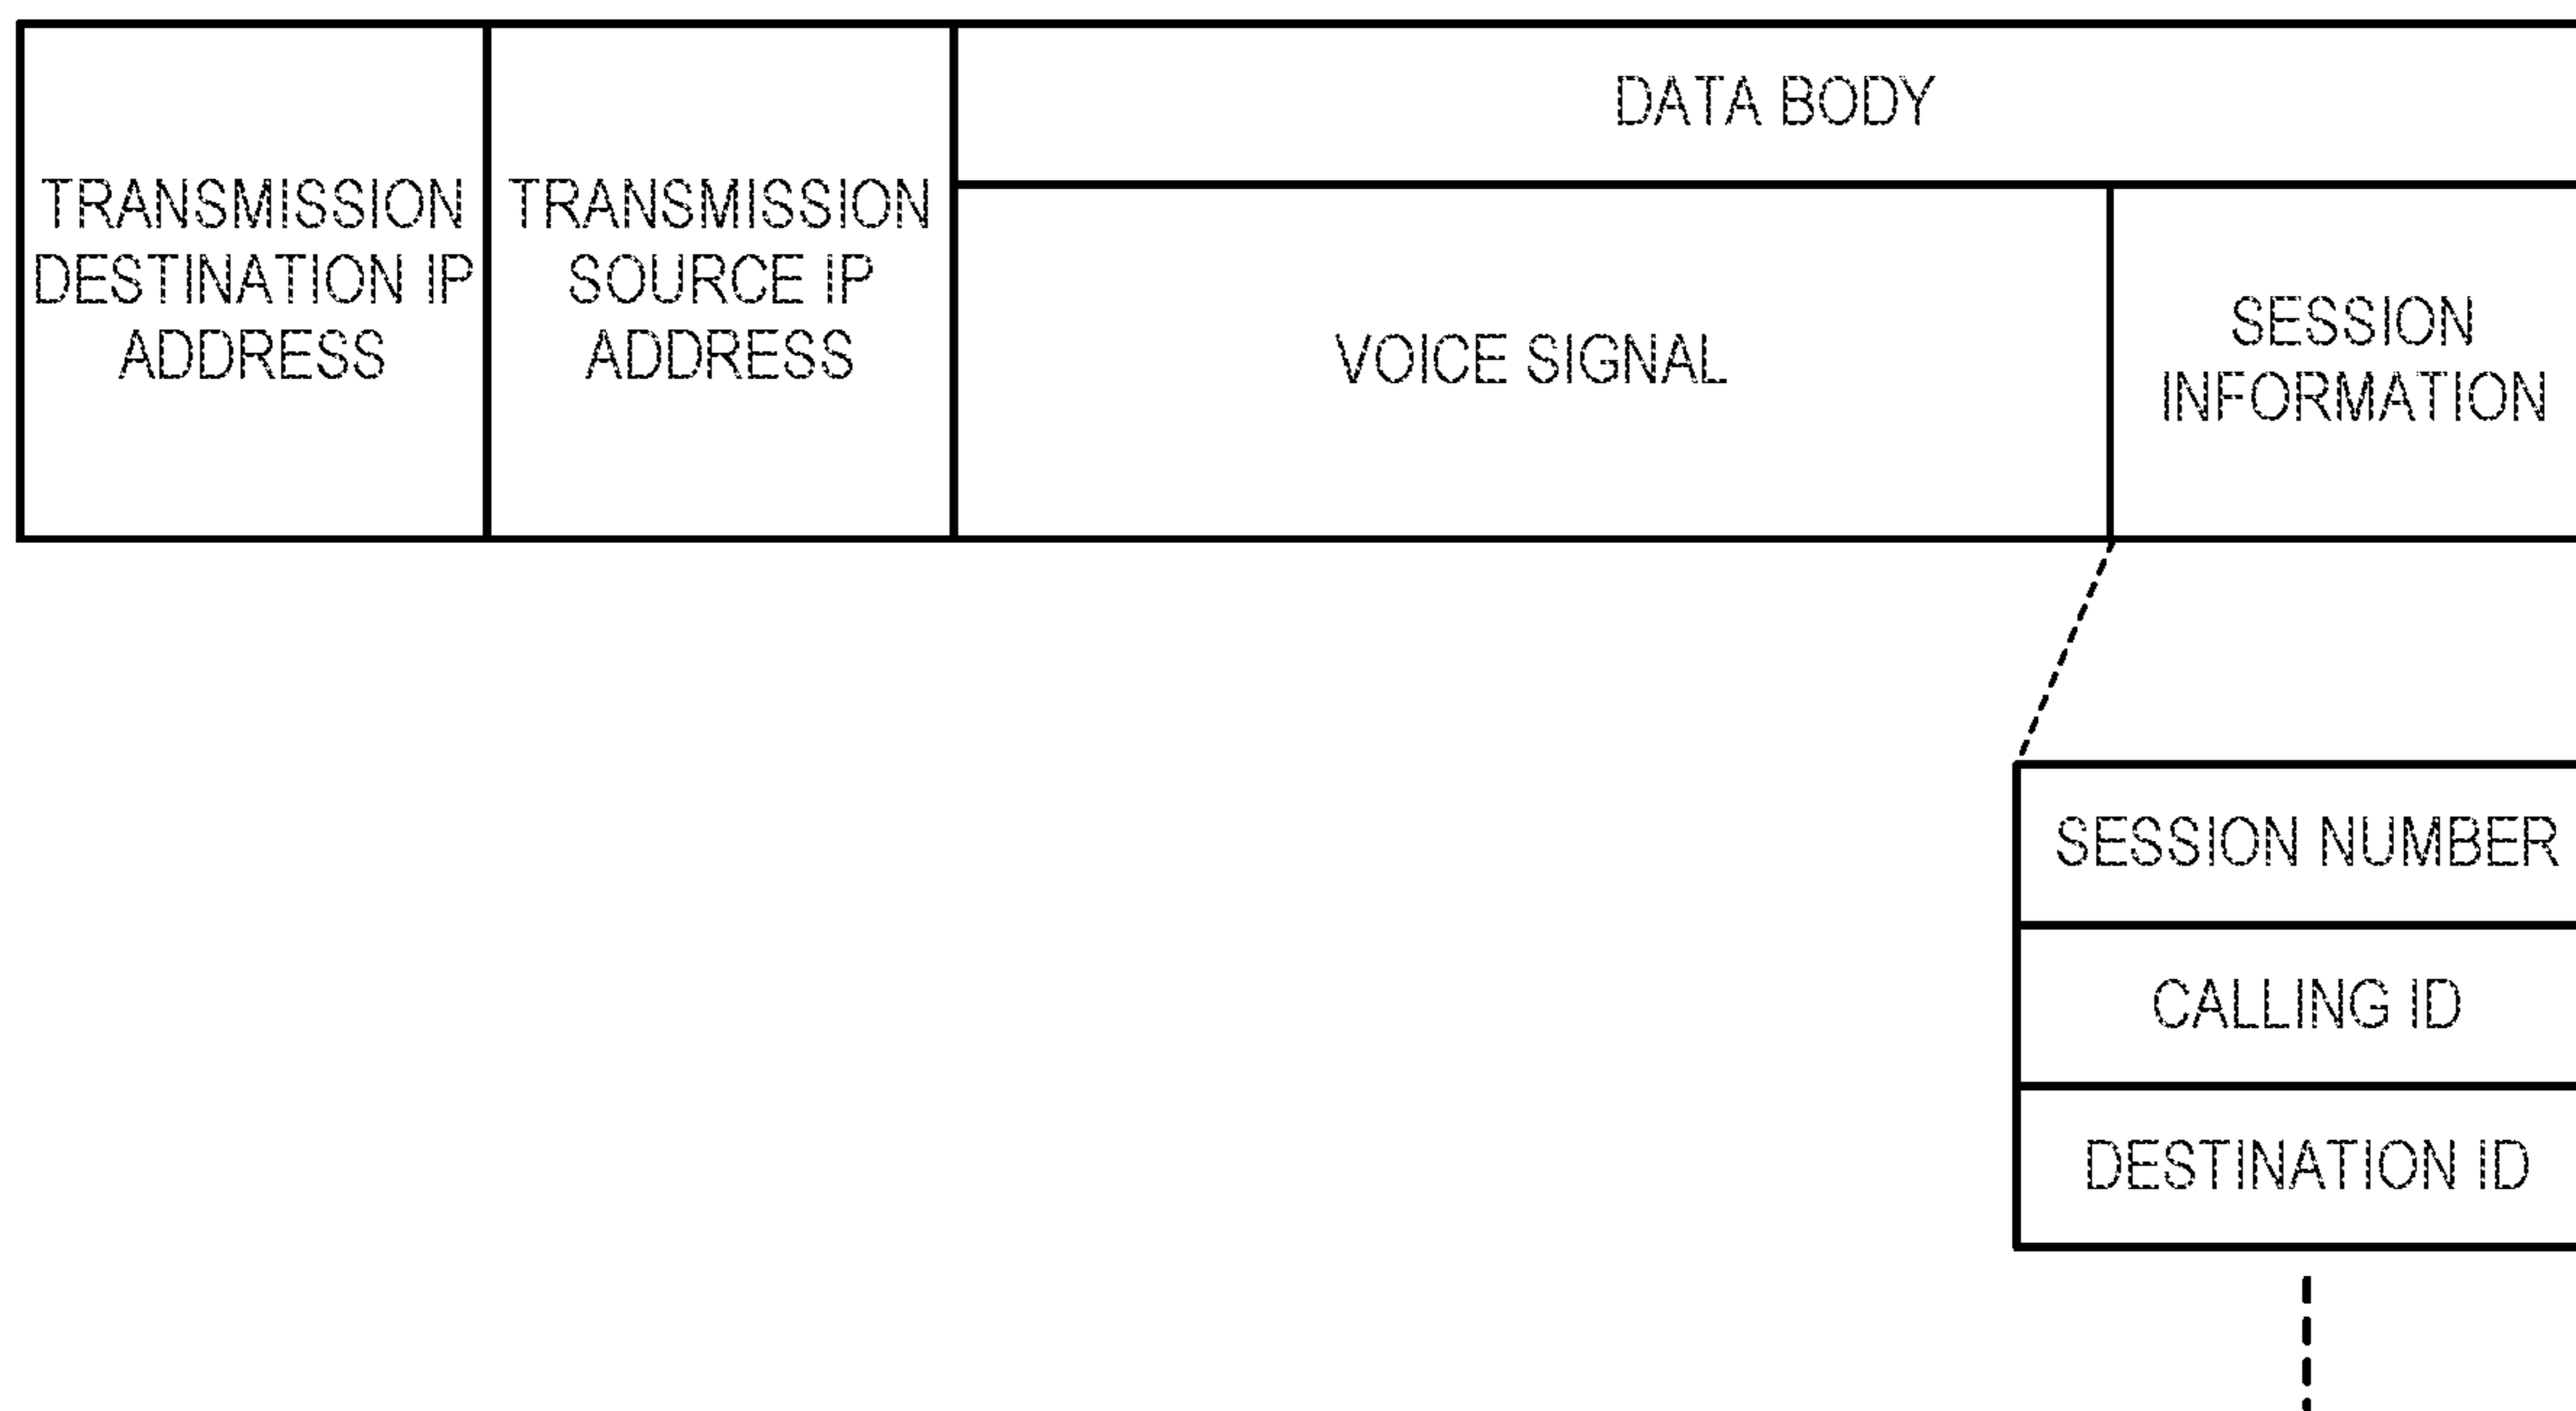 TRANSMISSION
DESTINATION IP
ADDRESS
TRANSMISSION
SOURCE IP
ADDRESS
DATA BODY
VOICE SIGNAL
SESSION
INFORMATION
SESSION NUMBER
CALLING ID
DESTINATION ID